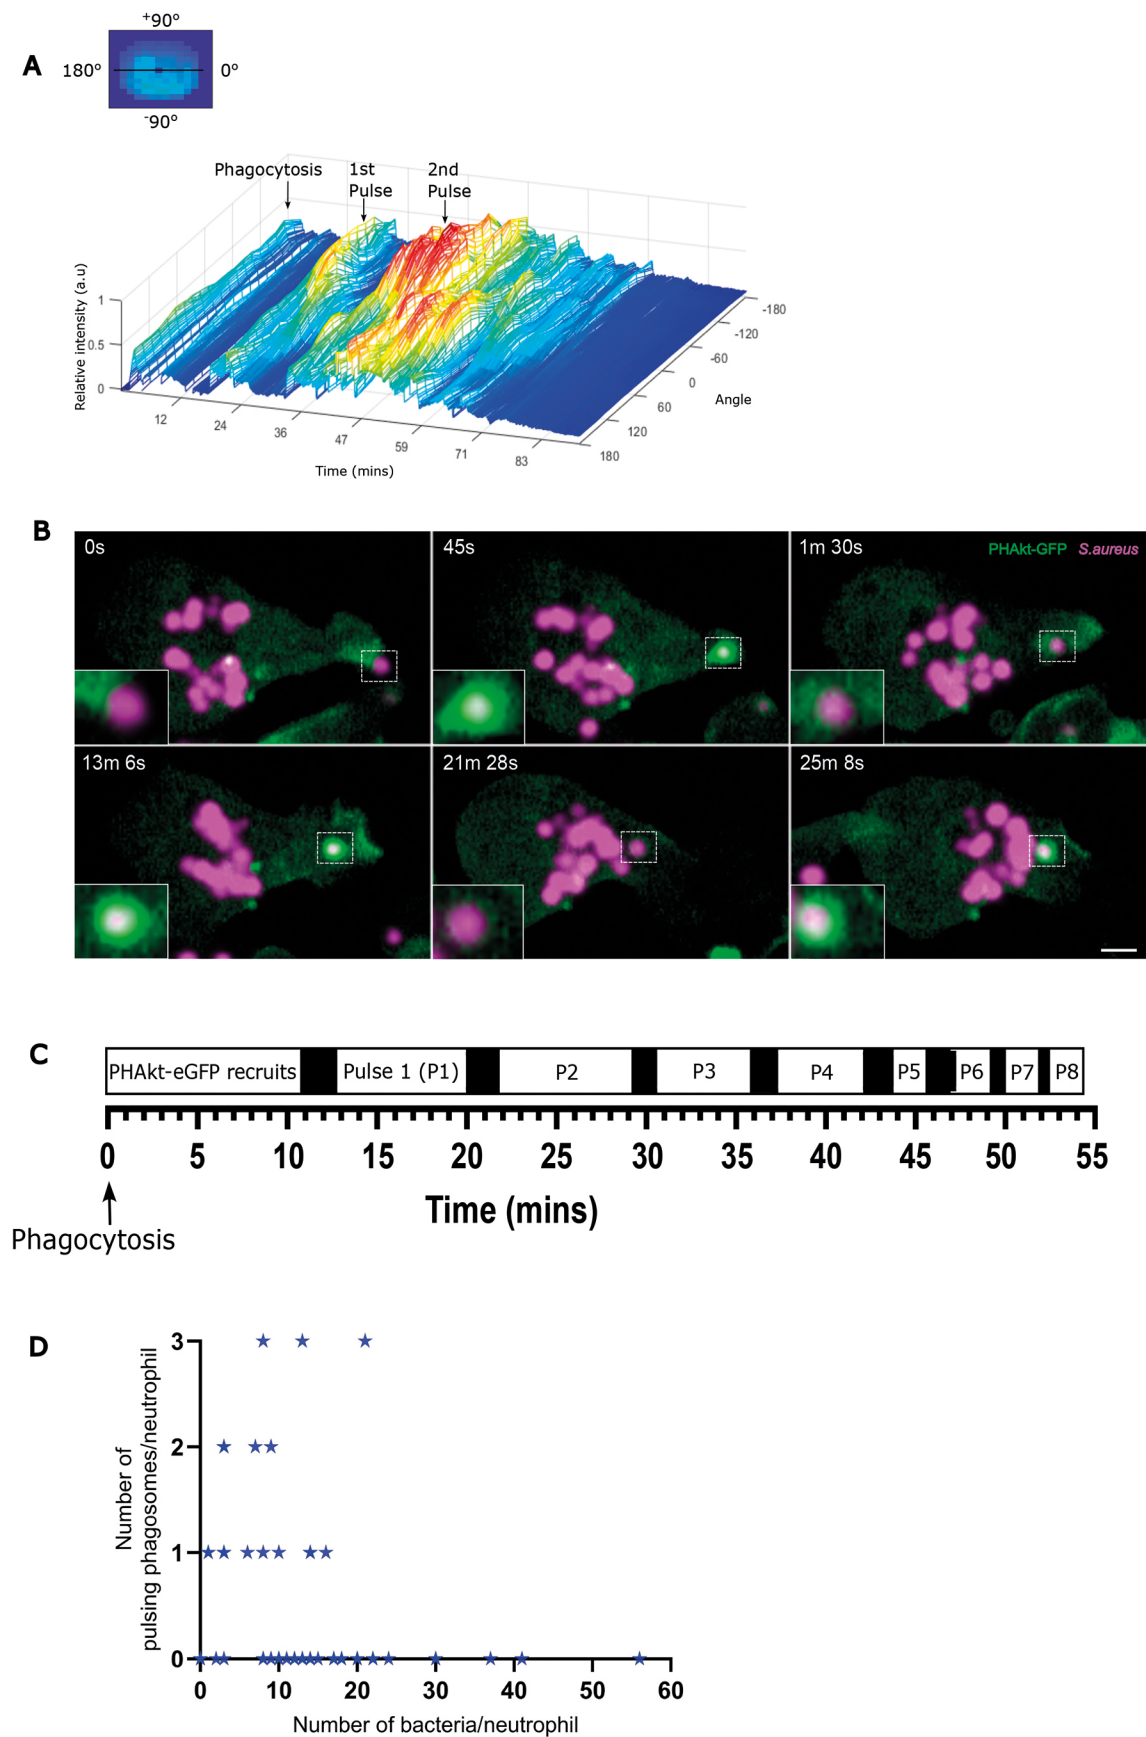 A
+90°
180°
0°
-90°
Phagocytosis
1st
Pulse
2nd
Pulse
Relative intensity (a.u)
1
0.5
0
12
24
36
47
59
71
83
Time (mins)
-180
-120
-60
0
60
120
180
Angle
B
0s
45s
1m 30s
PHAkt-GFP S.aureus
13m 6s
21m 28s
25m 8s
C
PHAkt-eGFP recruits
Pulse 1 (P1)
P2
P3
P4
P5
P6
P7
P8
0 5 10 15 20 25 30 35 40 45 50 55
Time (mins)
Phagocytosis
D
Number of
pulsing phagosomes/neutrophil
3
2
1
0
0 10 20 30 40 50 60
Number of bacteria/neutrophil